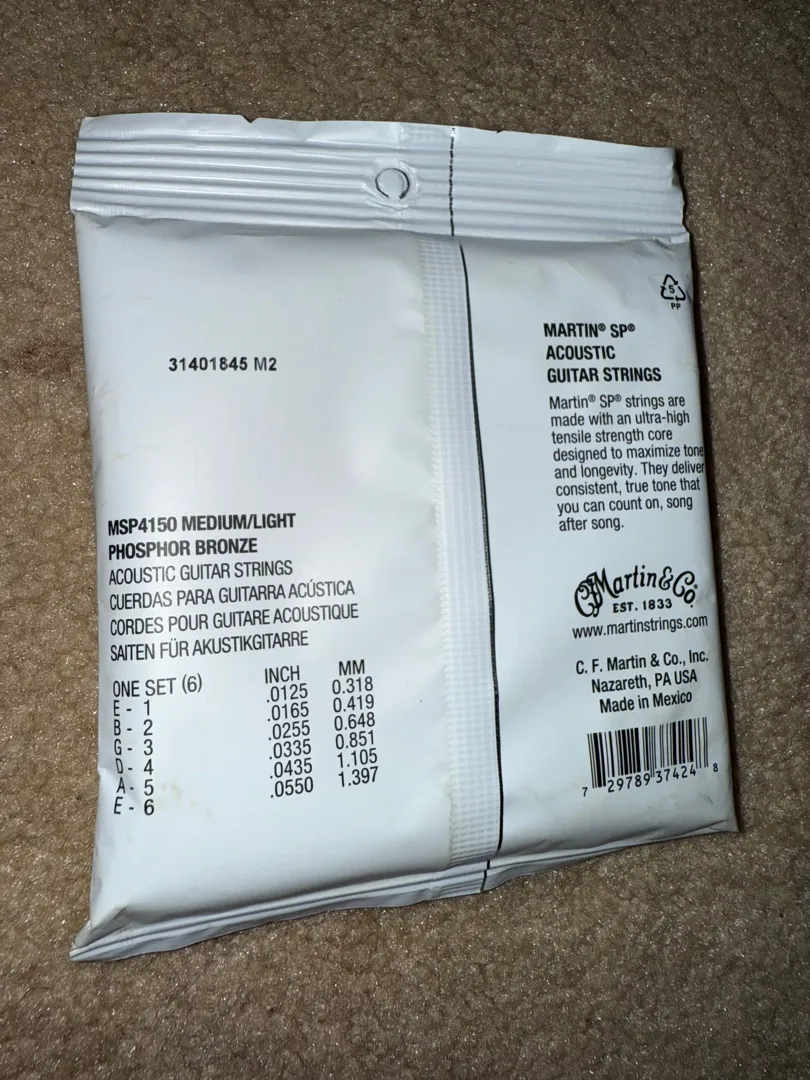 31401845 M2
MSP4150 MEDIUM/LIGHT
PHOSPHOR BRONZE
ACOUSTIC GUITAR STRINGS
CUERDAS PARA GUITARRA ACÚSTICA
CORDES POUR GUITARE ACOUSTIQUE
SAITEN FÜR AKUSTIKGITARRE
ONE SET (6) INCH MM
E - 1 .0125 0.318
B - 2 .0165 0.419
G - 3 .0255 0.648
D - 4 .0335 0.851
A - 5 .0435 1.105
E - 6 .0550 1.397
5
PP
MARTIN® SP®
ACOUSTIC
GUITAR STRINGS
Martin® SP® strings are
made with an ultra-high
tensile strength core
designed to maximize tone
and longevity. They deliver
consistent, true tone that
you can count on, song
after song.
CF Martin & Co.
EST. 1833
www.martinstrings.com
C. F. Martin & Co., Inc.
Nazareth, PA USA
Made in Mexico
7 29789 37424 8